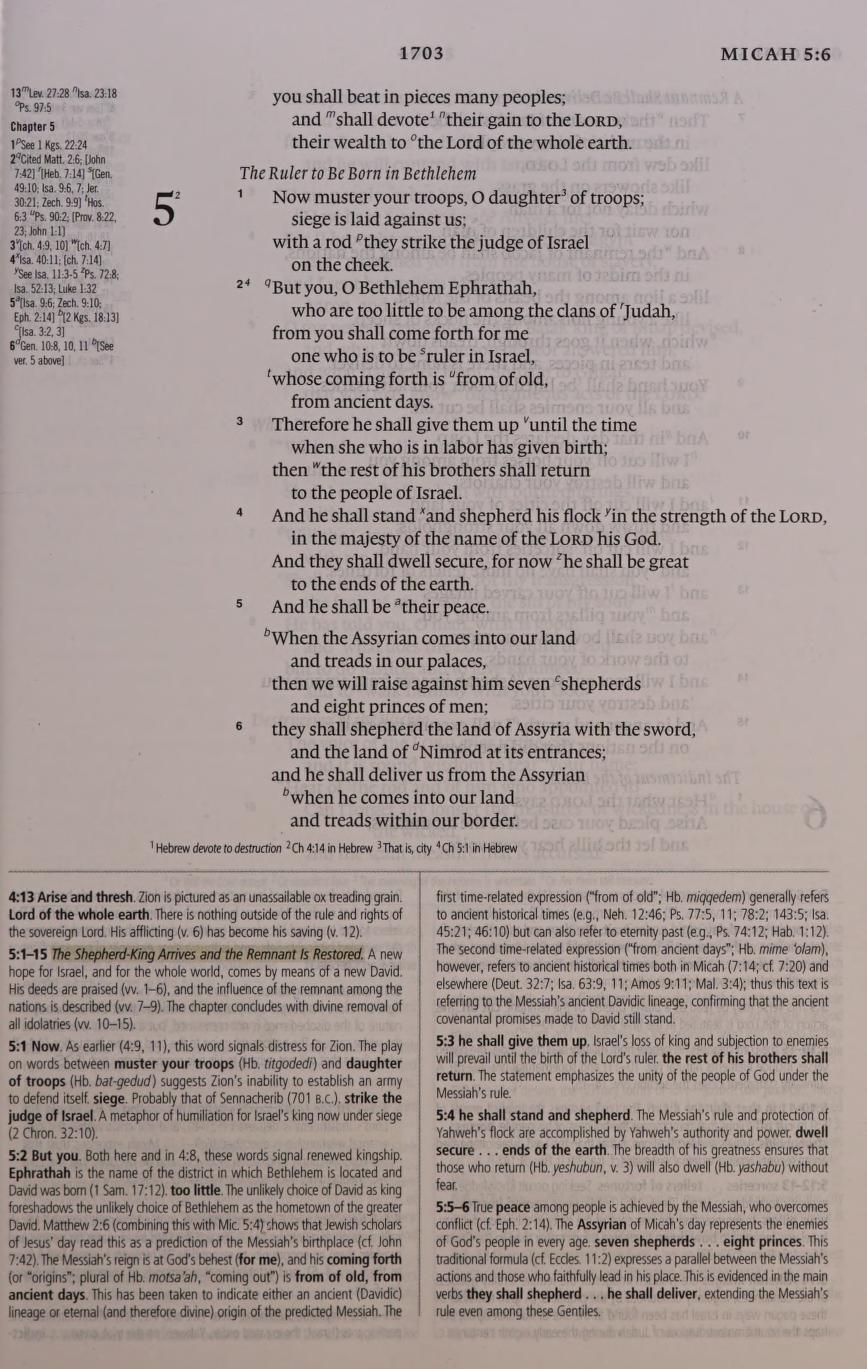 1703
MICAH 5:6
13ᵐLev. 27:28 ⁿIsa. 23:18
ᵒPs. 97:5
Chapter 5
1ᵖSee 1 Kgs. 22:24
2ᑫCited Matt. 2:6; [John
7:42] ʳ[Heb. 7:14] ˢ[Gen.
49:10; Isa. 9:6, 7; Jer.
30:21; Zech. 9:9] ᵗHos.
6:3 ᵘPs. 90:2; [Prov. 8:22,
23; John 1:1]
3ᵛ[ch. 4:9, 10] ʷ[ch. 4:7]
4ˣIsa. 40:11; [ch. 7:14]
ʸSee Isa. 11:3-5 ᶻPs. 72:8;
Isa. 52:13; Luke 1:32
5ᵃ[Isa. 9:6; Zech. 9:10;
Eph. 2:14] ᵇ[2 Kgs. 18:13]
ᶜ[Isa. 3:2, 3]
6ᵈGen. 10:8, 10, 11 ᵇ[See
ver. 5 above]
you shall beat in pieces many peoples;
and ᵐshall devote¹ ⁿtheir gain to the LORD,
their wealth to ᵒthe Lord of the whole earth.
The Ruler to Be Born in Bethlehem
5² 1 Now muster your troops, O daughter³ of troops;
siege is laid against us;
with a rod ᵖthey strike the judge of Israel
on the cheek.
2⁴ ᑫBut you, O Bethlehem Ephrathah,
who are too little to be among the clans of ʳJudah,
from you shall come forth for me
one who is to be ˢruler in Israel,
ᵗwhose coming forth is ᵘfrom of old,
from ancient days.
3 Therefore he shall give them up ᵛuntil the time
when she who is in labor has given birth;
then ʷthe rest of his brothers shall return
to the people of Israel.
4 And he shall stand ˣand shepherd his flock ʸin the strength of the LORD,
in the majesty of the name of the LORD his God.
And they shall dwell secure, for now ᶻhe shall be great
to the ends of the earth.
5 And he shall be ᵃtheir peace.
ᵇWhen the Assyrian comes into our land
and treads in our palaces,
then we will raise against him seven ᶜshepherds
and eight princes of men;
6 they shall shepherd the land of Assyria with the sword,
and the land of ᵈNimrod at its entrances;
and he shall deliver us from the Assyrian
ᵇwhen he comes into our land
and treads within our border.
¹ Hebrew devote to destruction ² Ch 4:14 in Hebrew ³ That is, city ⁴ Ch 5:1 in Hebrew
4:13 Arise and thresh. Zion is pictured as an unassailable ox treading grain.
Lord of the whole earth. There is nothing outside of the rule and rights of
the sovereign Lord. His afflicting (v. 6) has become his saving (v. 12).
5:1–15 The Shepherd-King Arrives and the Remnant Is Restored. A new
hope for Israel, and for the whole world, comes by means of a new David.
His deeds are praised (vv. 1–6), and the influence of the remnant among the
nations is described (vv. 7–9). The chapter concludes with divine removal of
all idolatries (vv. 10–15).
5:1 Now. As earlier (4:9, 11), this word signals distress for Zion. The play
on words between muster your troops (Hb. titgodedi) and daughter
of troops (Hb. bat-gedud) suggests Zion's inability to establish an army
to defend itself. siege. Probably that of Sennacherib (701 B.C.). strike the
judge of Israel. A metaphor of humiliation for Israel's king now under siege
(2 Chron. 32:10).
5:2 But you. Both here and in 4:8, these words signal renewed kingship.
Ephrathah is the name of the district in which Bethlehem is located and
David was born (1 Sam. 17:12). too little. The unlikely choice of David as king
foreshadows the unlikely choice of Bethlehem as the hometown of the greater
David. Matthew 2:6 (combining this with Mic. 5:4) shows that Jewish scholars
of Jesus' day read this as a prediction of the Messiah's birthplace (cf. John
7:42). The Messiah's reign is at God's behest (for me), and his coming forth
(or "origins"; plural of Hb. motsa'ah, "coming out") is from of old, from
ancient days. This has been taken to indicate either an ancient (Davidic)
lineage or eternal (and therefore divine) origin of the predicted Messiah. The
first time-related expression ("from of old"; Hb. miqqedem) generally refers
to ancient historical times (e.g., Neh. 12:46; Ps. 77:5, 11; 78:2; 143:5; Isa.
45:21; 46:10) but can also refer to eternity past (e.g., Ps. 74:12; Hab. 1:12).
The second time-related expression ("from ancient days"; Hb. mime 'olam),
however, refers to ancient historical times both in Micah (7:14; cf. 7:20) and
elsewhere (Deut. 32:7; Isa. 63:9, 11; Amos 9:11; Mal. 3:4); thus this text is
referring to the Messiah's ancient Davidic lineage, confirming that the ancient
covenantal promises made to David still stand.
5:3 he shall give them up. Israel's loss of king and subjection to enemies
will prevail until the birth of the Lord's ruler. the rest of his brothers shall
return. The statement emphasizes the unity of the people of God under the
Messiah's rule.
5:4 he shall stand and shepherd. The Messiah's rule and protection of
Yahweh's flock are accomplished by Yahweh's authority and power. dwell
secure . . . ends of the earth. The breadth of his greatness ensures that
those who return (Hb. yeshubun, v. 3) will also dwell (Hb. yashabu) without
fear.
5:5–6 True peace among people is achieved by the Messiah, who overcomes
conflict (cf. Eph. 2:14). The Assyrian of Micah's day represents the enemies
of God's people in every age. seven shepherds . . . eight princes. This
traditional formula (cf. Eccles. 11:2) expresses a parallel between the Messiah's
actions and those who faithfully lead in his place. This is evidenced in the main
verbs they shall shepherd . . . he shall deliver, extending the Messiah's
rule even among these Gentiles.